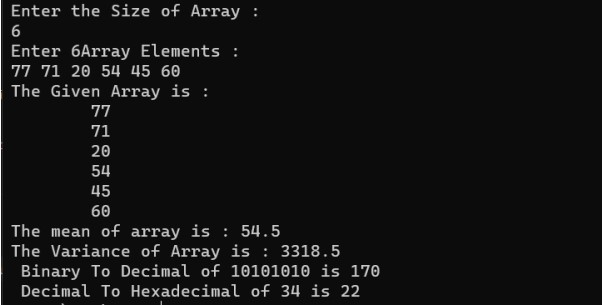 Enter the Size of Array :
6
Enter 6Array Elements :
77 71 20 54 45 60
The Given Array is :
77
71
20
54
45
60
The mean of array is : 54.5
The Variance of Array is : 3318.5
Binary To Decimal of 10101010 is 170
Decimal To Hexadecimal of 34 is 22